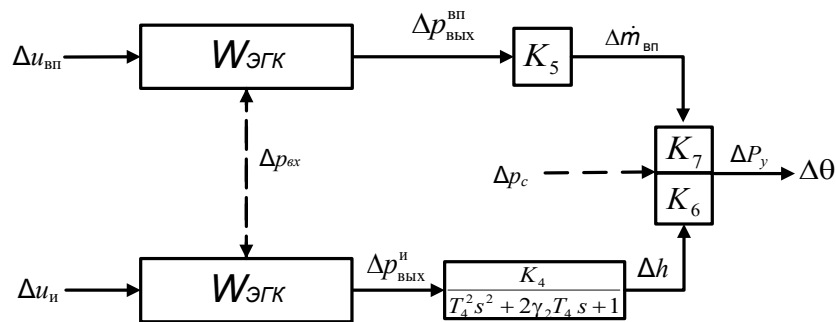 Δu_вп
W_ЭГК
Δp_вых^вп
K_5
Δṁ_вп
Δp_вх
Δp_c
K_7
K_6
ΔP_y
Δθ
Δu_и
W_ЭГК
Δp_вых^и
K_4
T_4^2 s^2 + 2γ_2 T_4 s + 1
Δh